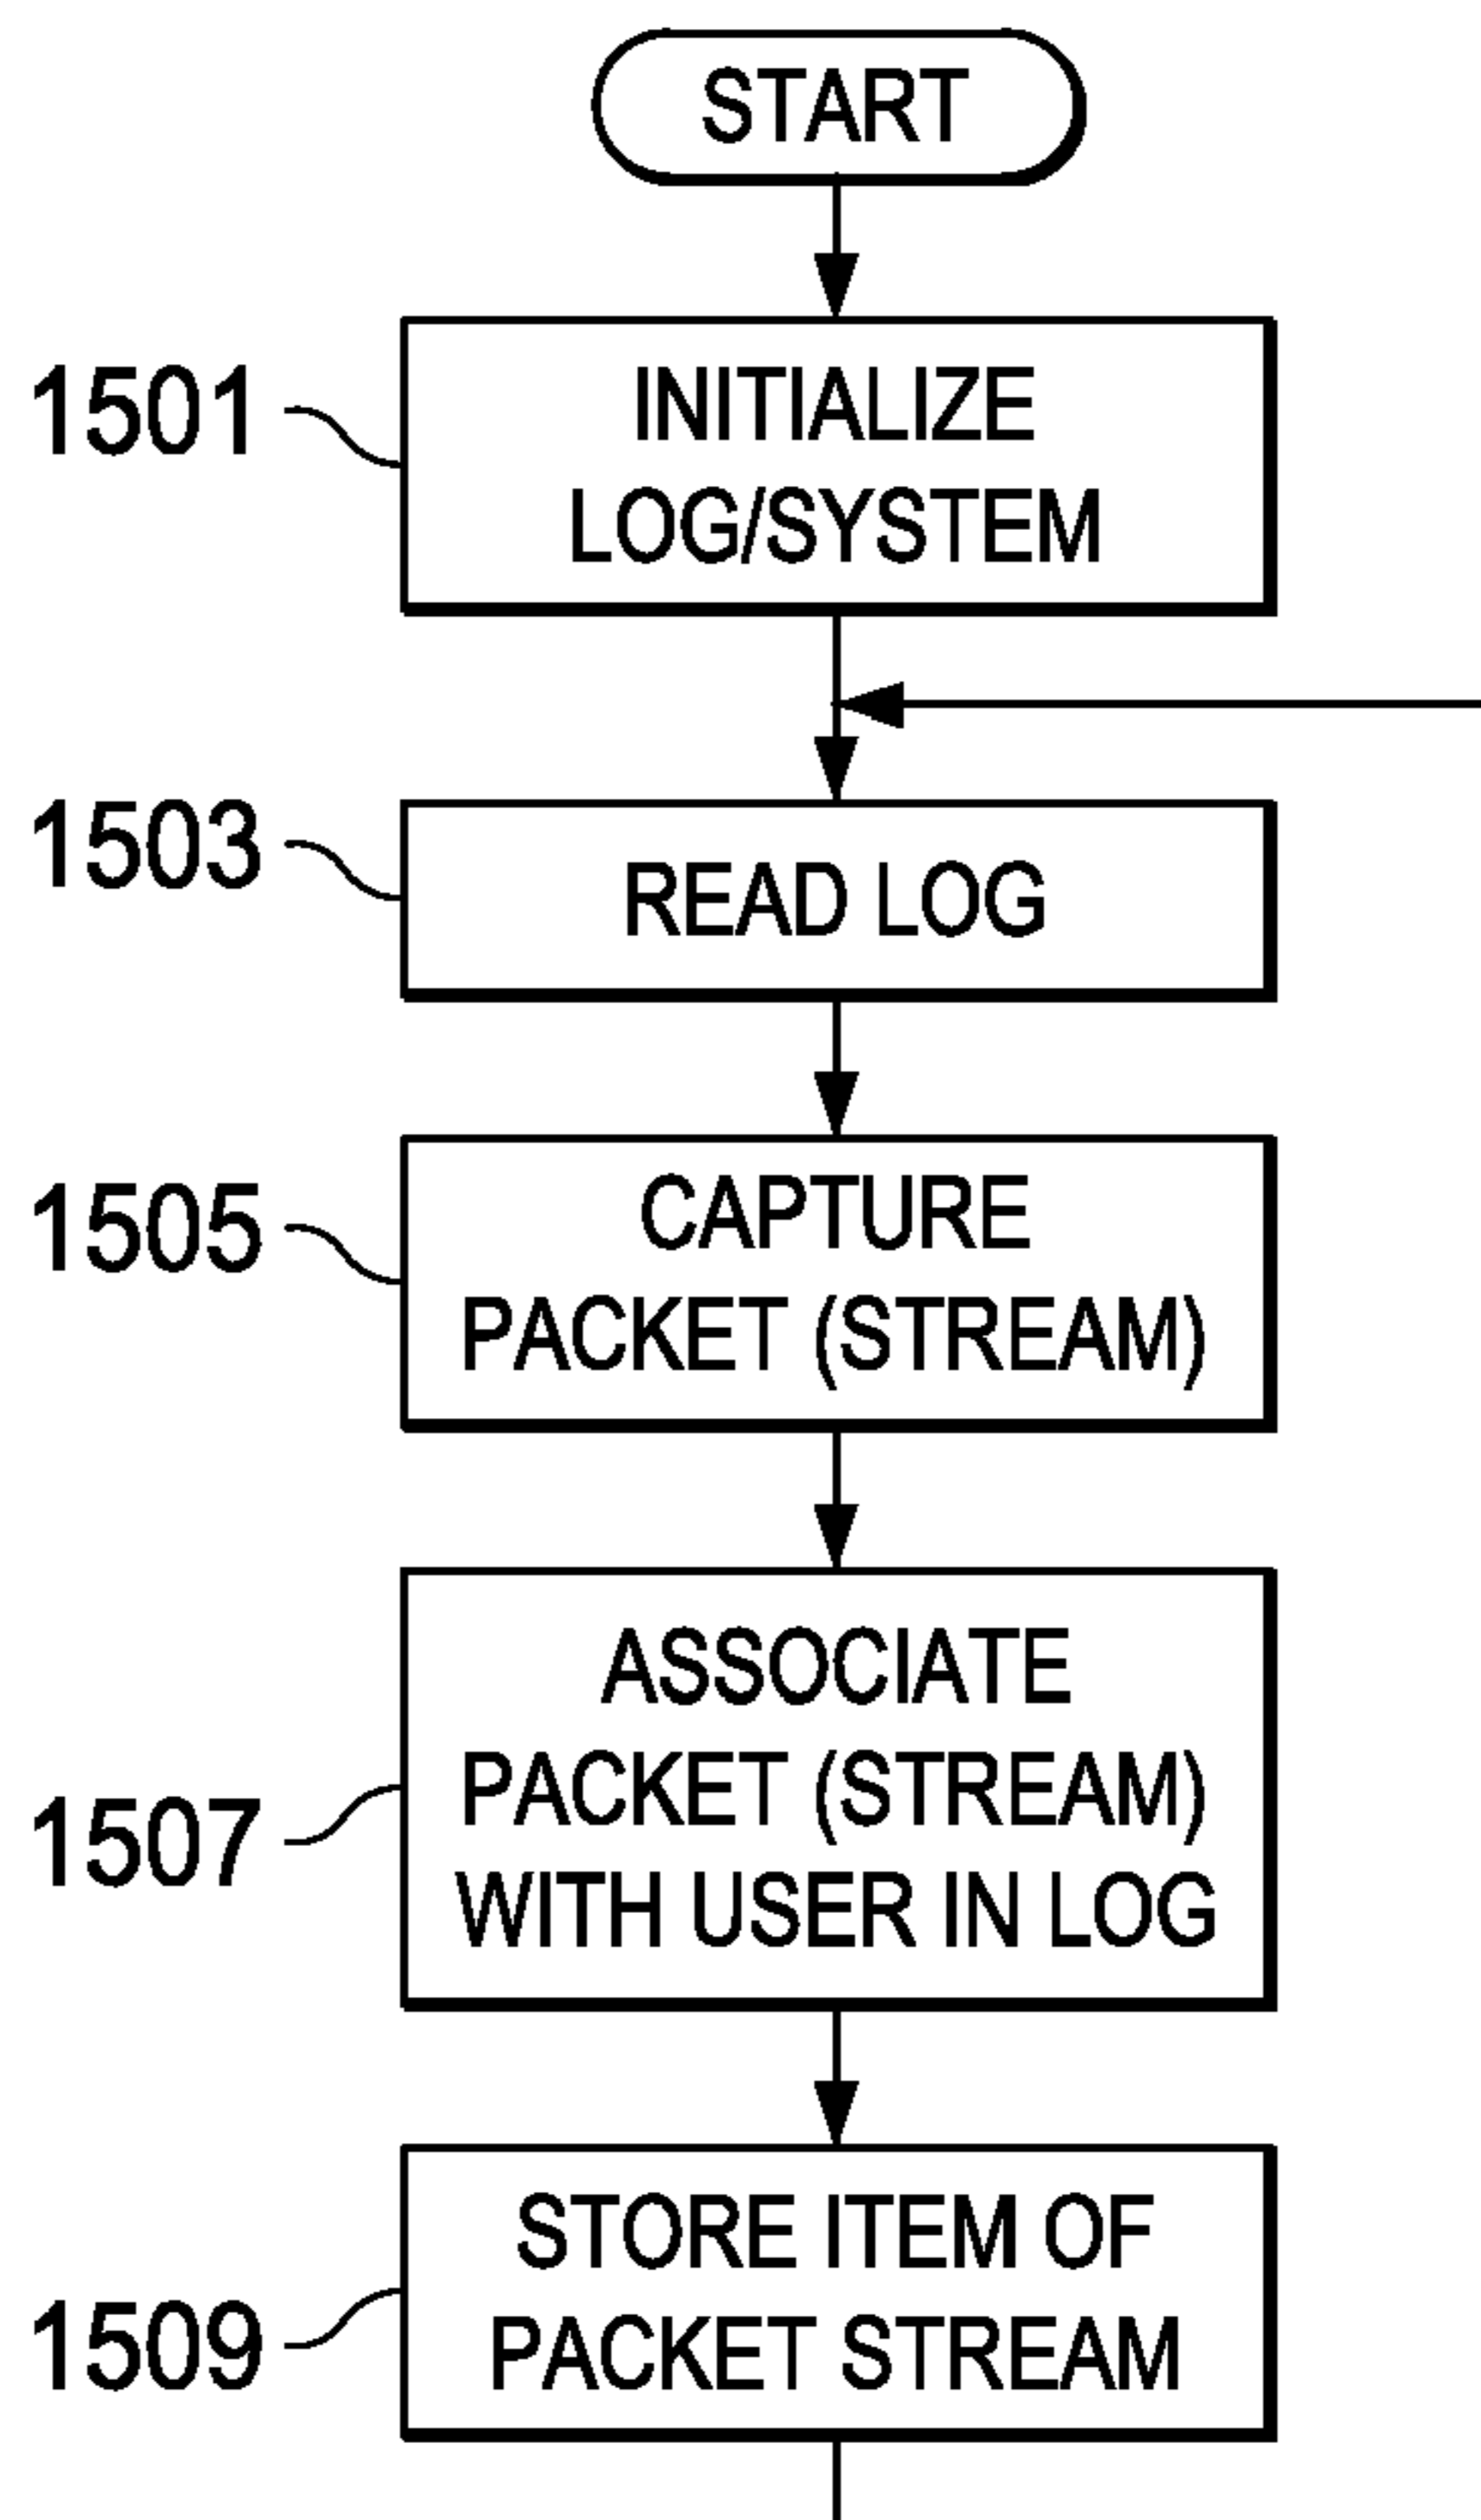 START
1501
INITIALIZE
LOG/SYSTEM
1503
READ LOG
1505
CAPTURE
PACKET (STREAM)
1507
ASSOCIATE
PACKET (STREAM)
WITH USER IN LOG
1509
STORE ITEM OF
PACKET STREAM